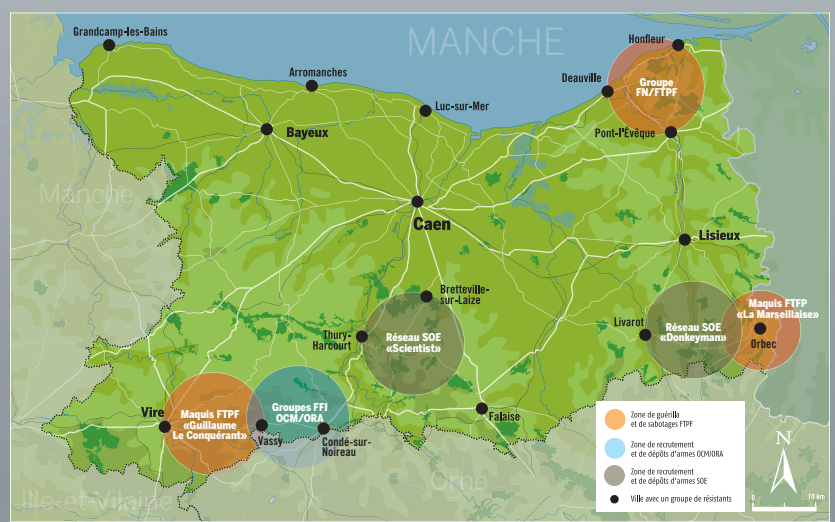 Grandcamp-les-Bains
MANCHE
Honfleur
Arromanches
Deauville
Groupe
FN/FTPF
Luc-sur-Mer
Bayeux
Pont-l'Évêque
Manche
Caen
Lisieux
Bretteville-
sur-Laize
Maquis FTFP
«La Marseillaise»
Thury-
Harcourt
Réseau SOE
«Scientist»
Livarot
Réseau SOE
«Donkeyman»
Orbec
Vire
Maquis FTPF
«Guillaume
Le Conquérant»
Groupes FFI
OCM/ORA
Falaise
Vassy
Condé-sur-
Noireau
Orne
Ille-et-Vilaine
Zone de guérilla
et de sabotages FTPF
Zone de recrutement
et de dépôts d'armes OCM/ORA
Zone de recrutement
et de dépôts d'armes SOE
Ville avec un groupe de résistants
N
0 10 km